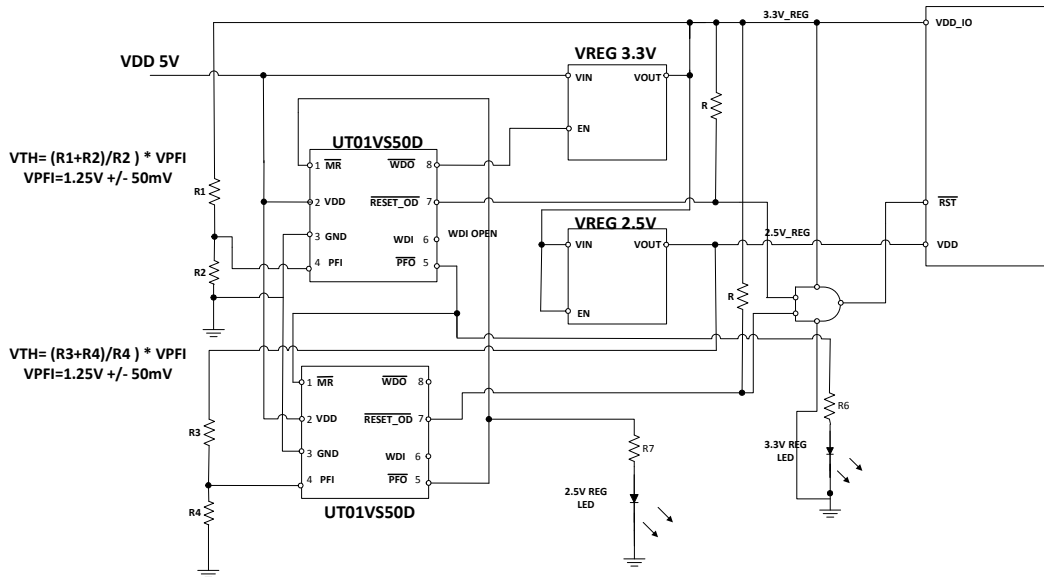 3.3V_REG
VDD_IO
VDD 5V
VREG 3.3V
VIN
VOUT
R
EN
UT01VS50D
VTH= (R1+R2)/R2 ) * VPFI
VPFI=1.25V +/- 50mV
1
MR
WDO
8
R1
2
VDD
RESET_OD
7
RST
VREG 2.5V
3
GND
WDI
6
WDI OPEN
VIN
VOUT
2.5V_REG
VDD
4
PFI
PFO
5
R2
R
EN
VTH= (R3+R4)/R4 ) * VPFI
VPFI=1.25V +/- 50mV
1
MR
WDO
8
R6
2
VDD
RESET_OD
7
R3
R7
3.3V REG
LED
3
GND
WDI
6
4
PFI
PFO
5
2.5V REG
LED
R4
UT01VS50D